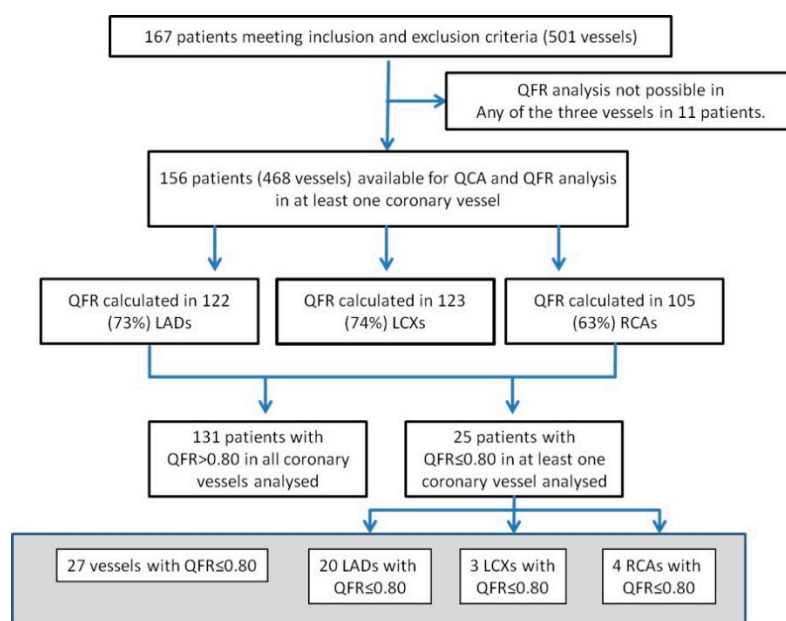 167 patients meeting inclusion and exclusion criteria (501 vessels)
QFR analysis not possible in
Any of the three vessels in 11 patients.
156 patients (468 vessels) available for QCA and QFR analysis
in at least one coronary vessel
QFR calculated in 122
(73%) LADs
QFR calculated in 123
(74%) LCXs
QFR calculated in 105
(63%) RCAs
131 patients with
QFR>0.80 in all coronary
vessels analysed
25 patients with
QFR≤0.80 in at least one
coronary vessel analysed
27 vessels with QFR≤0.80
20 LADs with
QFR≤0.80
3 LCXs with
QFR≤0.80
4 RCAs with
QFR≤0.80